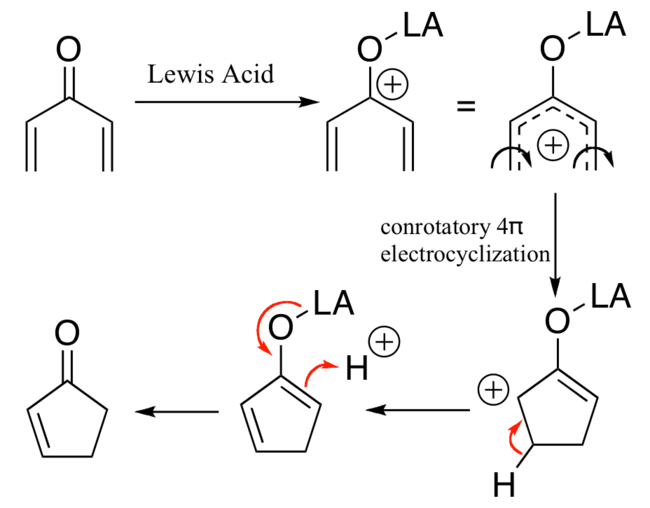 O
O
LA
O
LA
Lewis Acid
+
=
+
conrotatory 4π
electrocyclization
O
LA
O
LA
O
H
+
+
H